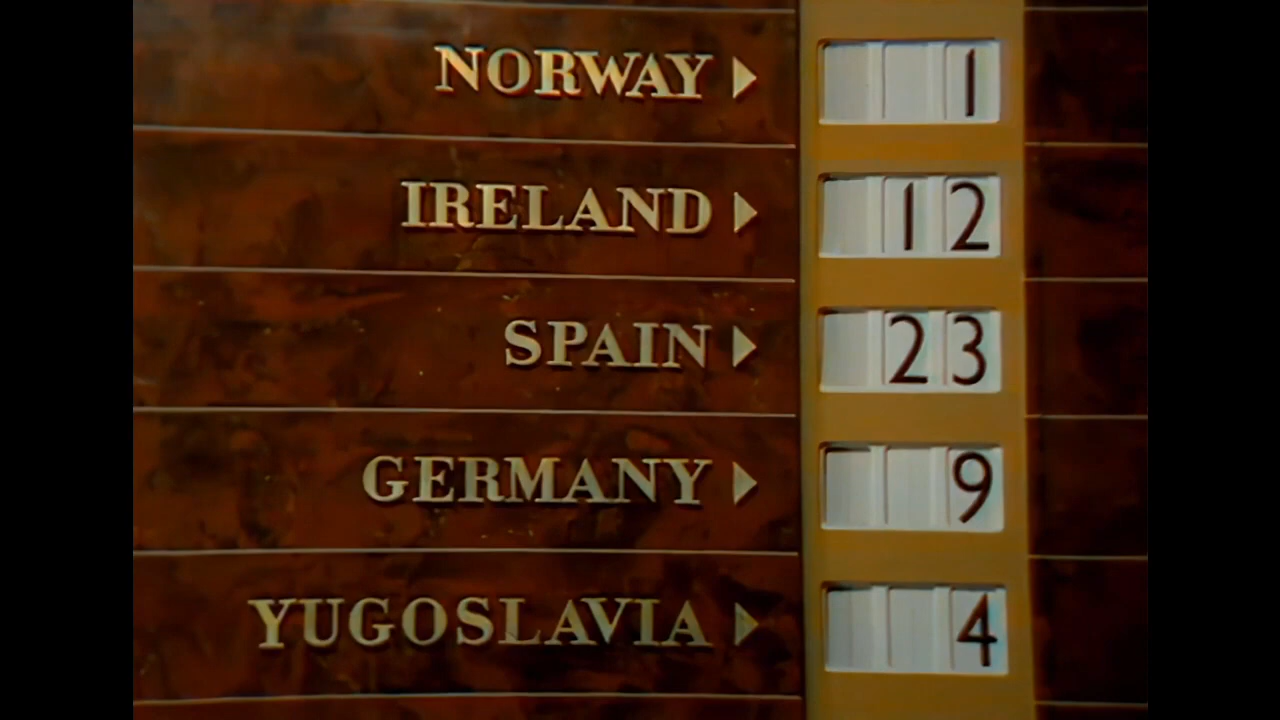 NORWAY 1
IRELAND 12
SPAIN 23
GERMANY 9
YUGOSLAVIA 4